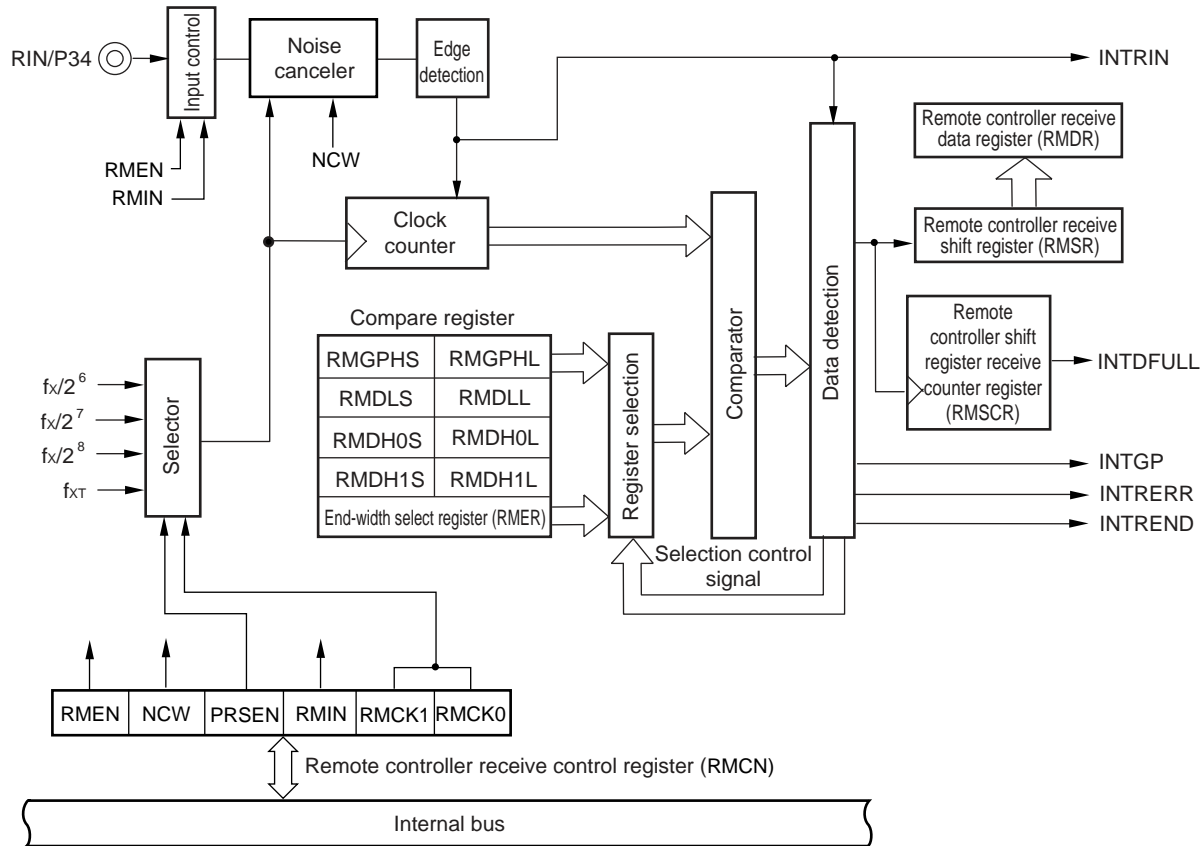 RIN/P34
Input control
Noise
canceler
Edge
detection
INTRIN
RMEN
RMIN
NCW
Remote controller receive
data register (RMDR)
Clock
counter
Remote controller receive
shift register (RMSR)
Compare register
RMGPHS RMGPHL
RMDLS RMDLL
RMDH0S RMDH0L
RMDH1S RMDH1L
End-width select register (RMER)
Register selection
Comparator
Data detection
Remote
controller shift
register receive
counter register
(RMSCR)
INTDFULL
fX/2^6
fX/2^7
fX/2^8
fXT
Selector
INTGP
INTRERR
INTREND
Selection control
signal
RMEN NCW PRSEN RMIN RMCK1 RMCK0
Remote controller receive control register (RMCN)
Internal bus